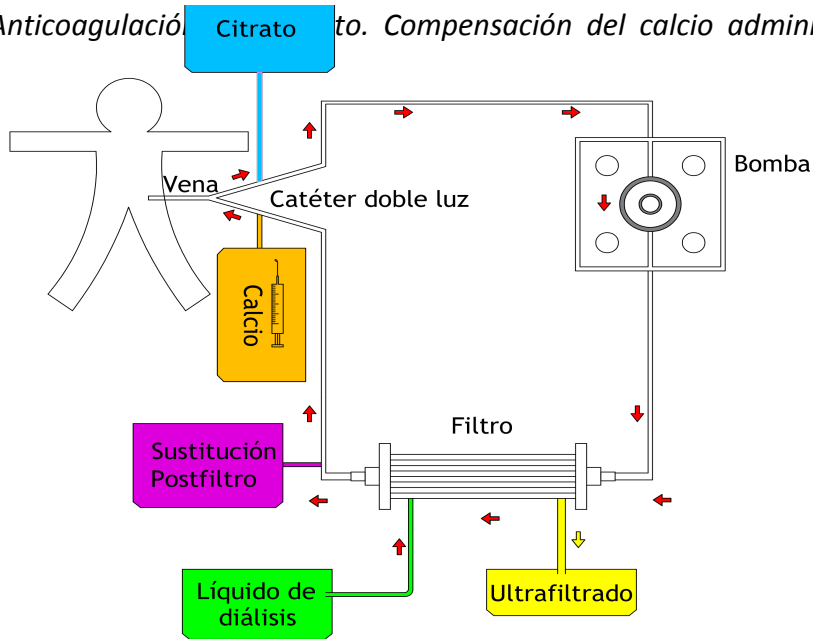 Anticoagulació to. Compensación del calcio admini
Citrato
Vena
Catéter doble luz
Bomba
Calcio
Filtro
Sustitución
Postfiltro
Líquido de
diálisis
Ultrafiltrado